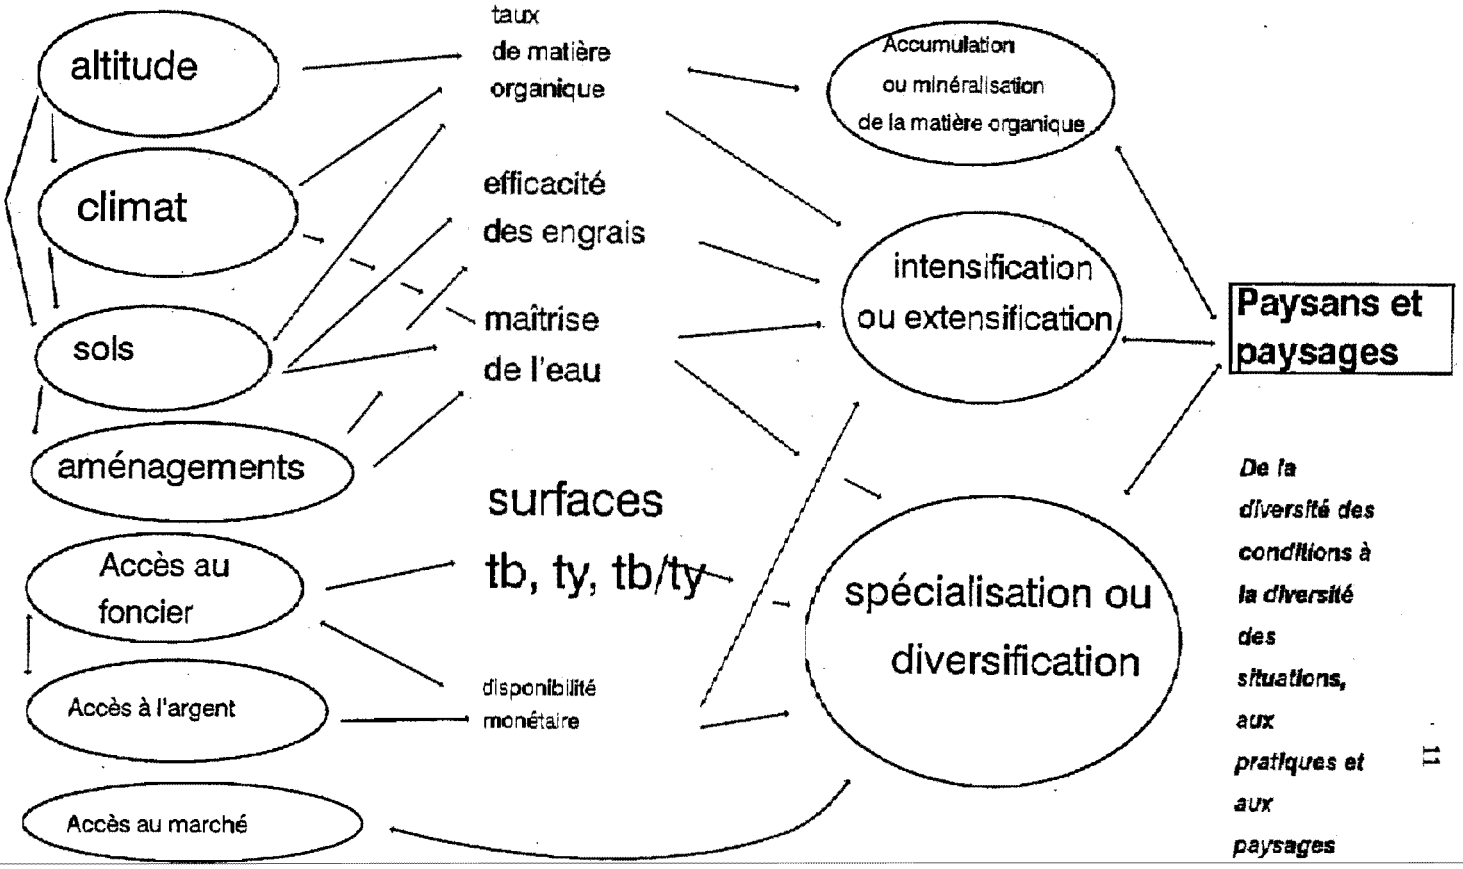 altitude
climat
sols
aménagements
Accès au
foncier
Accès à l'argent
Accès au marché
taux
de matière
organique
efficacité
des engrais
maîtrise
de l'eau
surfaces
tb, ty, tb/ty
disponibilité
monétaire
Accumulation
ou minéralisation
de la matière organique
intensification
ou extensification
spécialisation ou
diversification
Paysans et
paysages
De la
diversité des
conditions à
la diversité
des
situations,
aux
pratiques et
aux
paysages
11